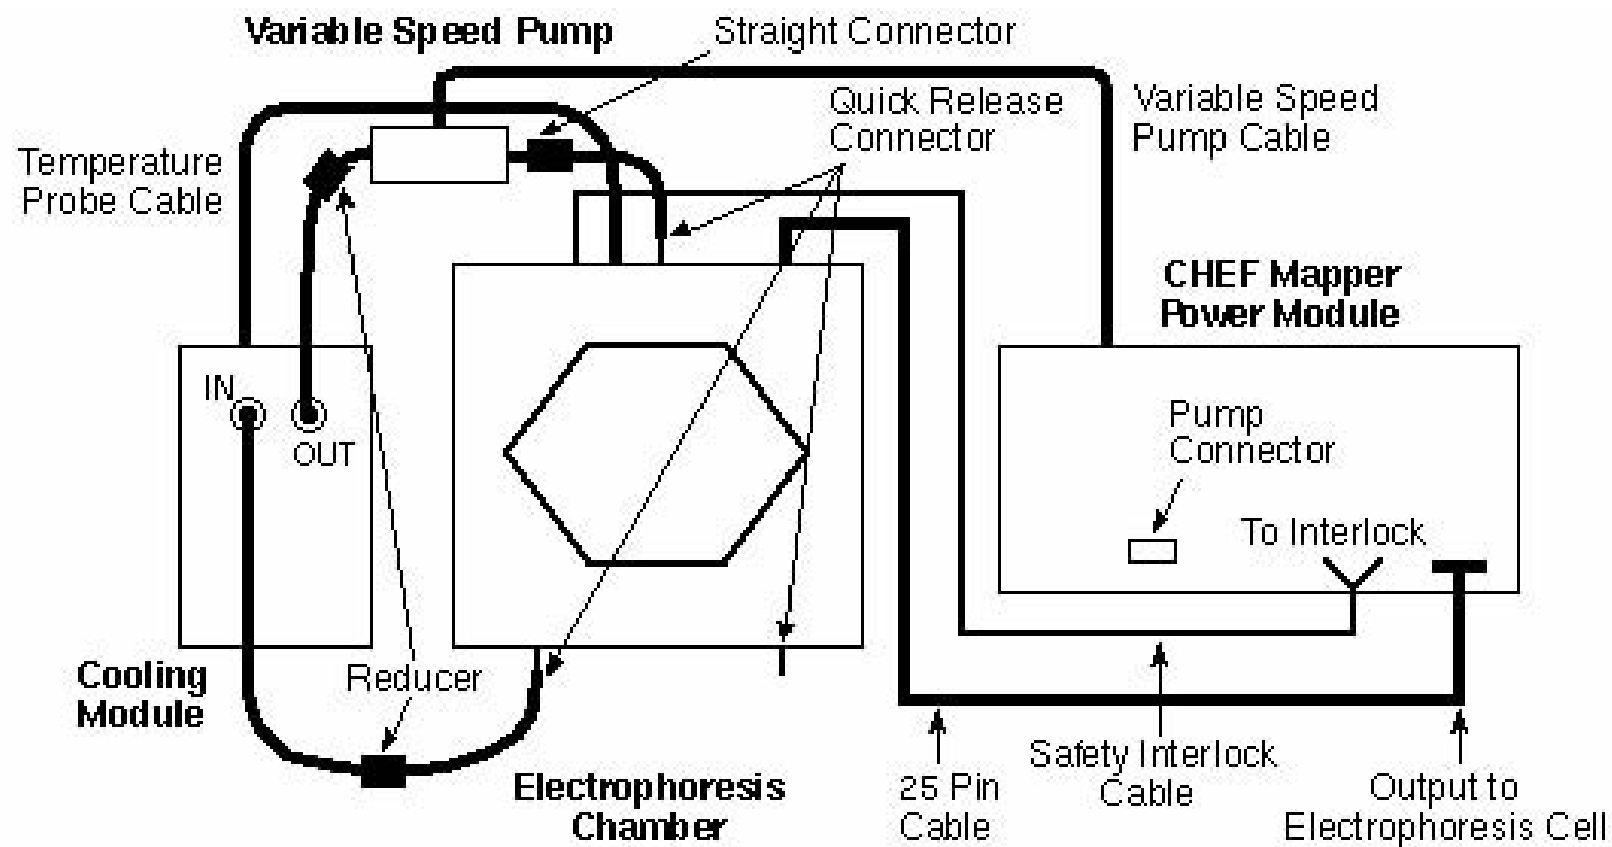 Variable Speed Pump
Straight Connector
Quick Release
Connector
Variable Speed
Pump Cable
Temperature
Probe Cable
CHEF Mapper
Power Module
IN
OUT
Pump
Connector
To Interlock
Cooling
Module
Reducer
Electrophoresis
Chamber
25 Pin
Cable
Safety Interlock
Cable
Output to
Electrophoresis Cell